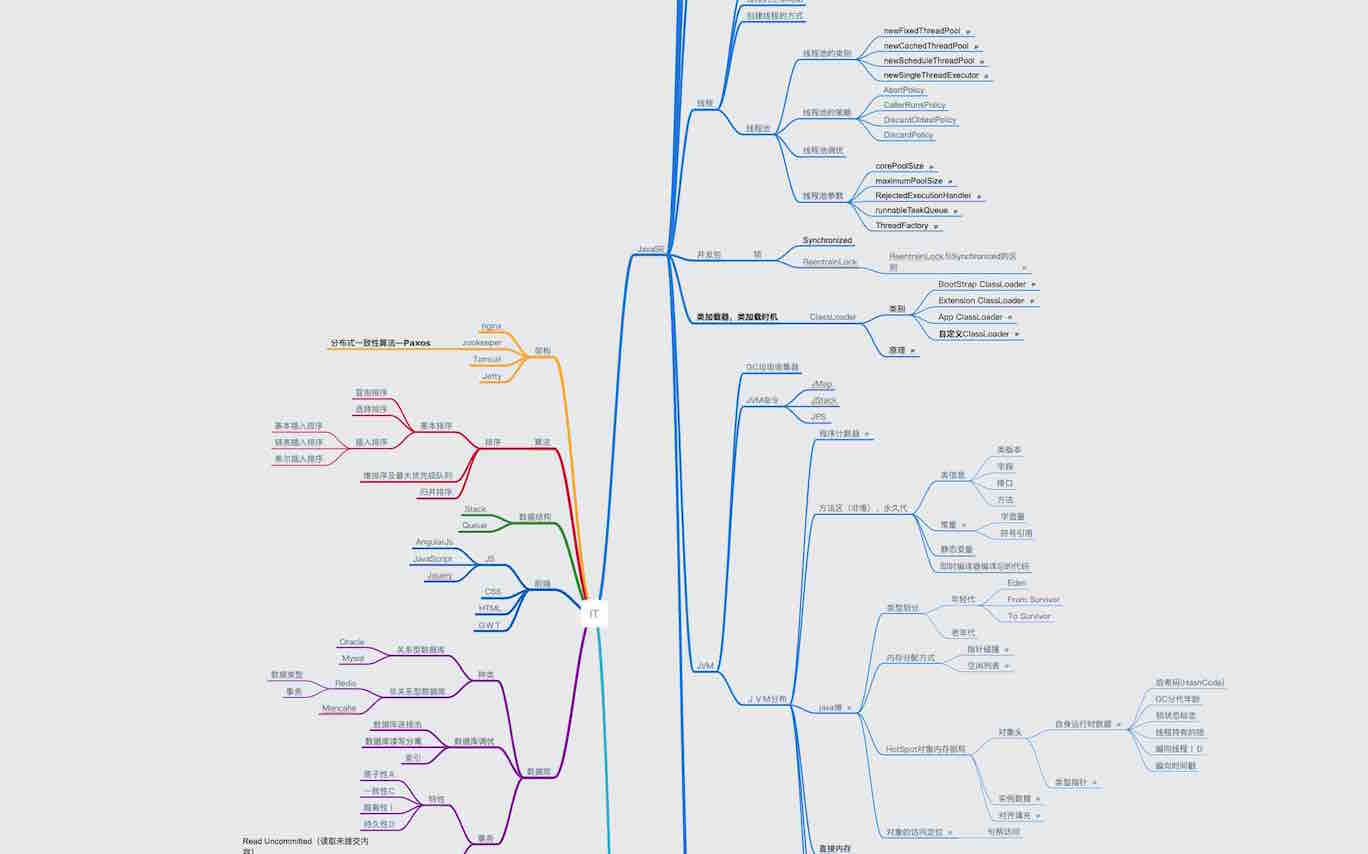 创建线程的方式
newFixedThreadPool
newCachedThreadPool
newScheduleThreadPool
newSingleThreadExecutor
线程池的类别
AbortPolicy
CallerRunsPolicy
DiscardOldestPolicy
DiscardPolicy
线程池的策略
线程
线程池
线程池调优
corePoolSize
maximumPoolSize
RejectedExecutionHandler
runnableTaskQueue
ThreadFactory
线程池参数
JavaSE
并发包
锁
Synchronized
ReentrainLock
ReentrainLock与Synchronized的区
别
类加载器，类加载时机
ClassLoader
类别
BootStrap ClassLoader
Extension ClassLoader
App ClassLoader
自定义ClassLoader
原理
nginx
分布式一致性算法—Paxos
zookeeper
架构
Tomcat
Jetty
GC垃圾收集器
JVM命令
JMap
JStack
JPS
冒泡排序
选择排序
基本排序
基本插入排序
链表插入排序
插入排序
希尔插入排序
排序
算法
堆排序及最大优先级队列
归并排序
程序计数器
类版本
字段
类信息
接口
方法
方法区（非堆），永久代
常量
字面量
符号引用
静态变量
即时编译器编译后的代码
Stack
Queue
数据结构
AngularJs
JavaScript
JS
Jquery
前端
CSS
HTML
GWT
IT
Eden
年轻代
From Survivor
To Survivor
类型划分
老年代
内存分配方式
指针碰撞
空闲列表
JVM
ＪＶＭ分布
java堆
Oracle
关系型数据库
Mysql
种类
数据类型
Redis
事务
非关系型数据库
Memcahe
数据库连接池
数据库读写分离
数据库调优
索引
数据库
原子性A
一致性C
特性
隔离性I
持久性D
事务
Read Uncommitted（读取未提交内
容）
HotSpot对象内存部局
对象头
自身运行时数据
哈希码(HashCode)
GC分代年龄
锁状态标志
线程持有的锁
偏向线程ＩＤ
偏向时间戳
类型指针
实例数据
对齐填充
对象的访问定位
句柄访问
直接内存